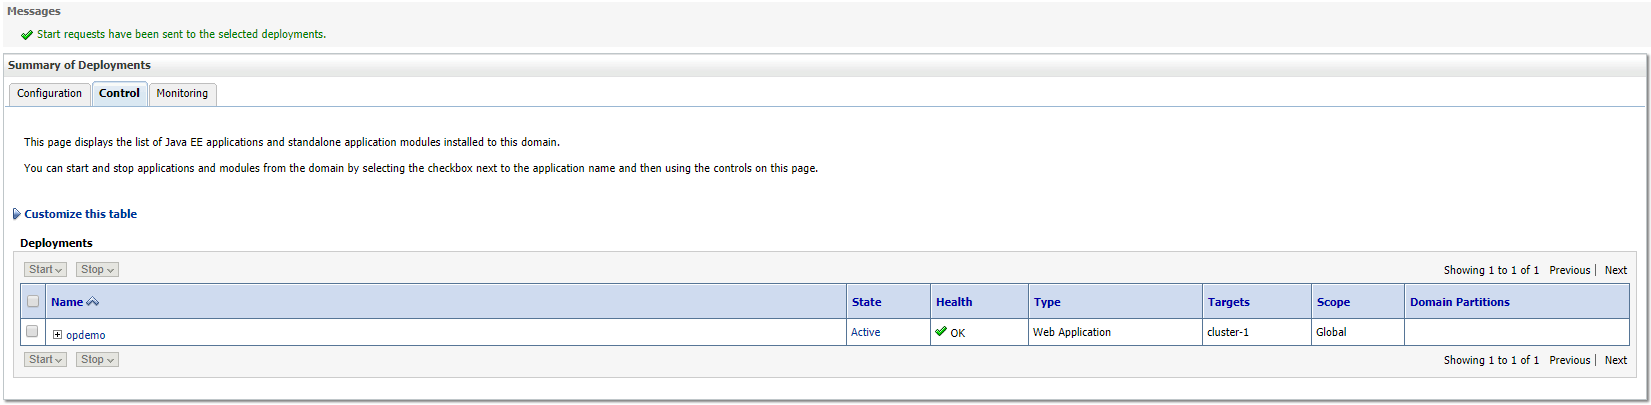 Messages
Start requests have been sent to the selected deployments.
Summary of Deployments
Configuration Control Monitoring
This page displays the list of Java EE applications and standalone application modules installed to this domain.
You can start and stop applications and modules from the domain by selecting the checkbox next to the application name and then using the controls on this page.
Customize this table
Deployments
Start Stop Showing 1 to 1 of 1 Previous | Next
Name State Health Type Targets Scope Domain Partitions
opdemo Active OK Web Application cluster-1 Global
Start Stop Showing 1 to 1 of 1 Previous | Next